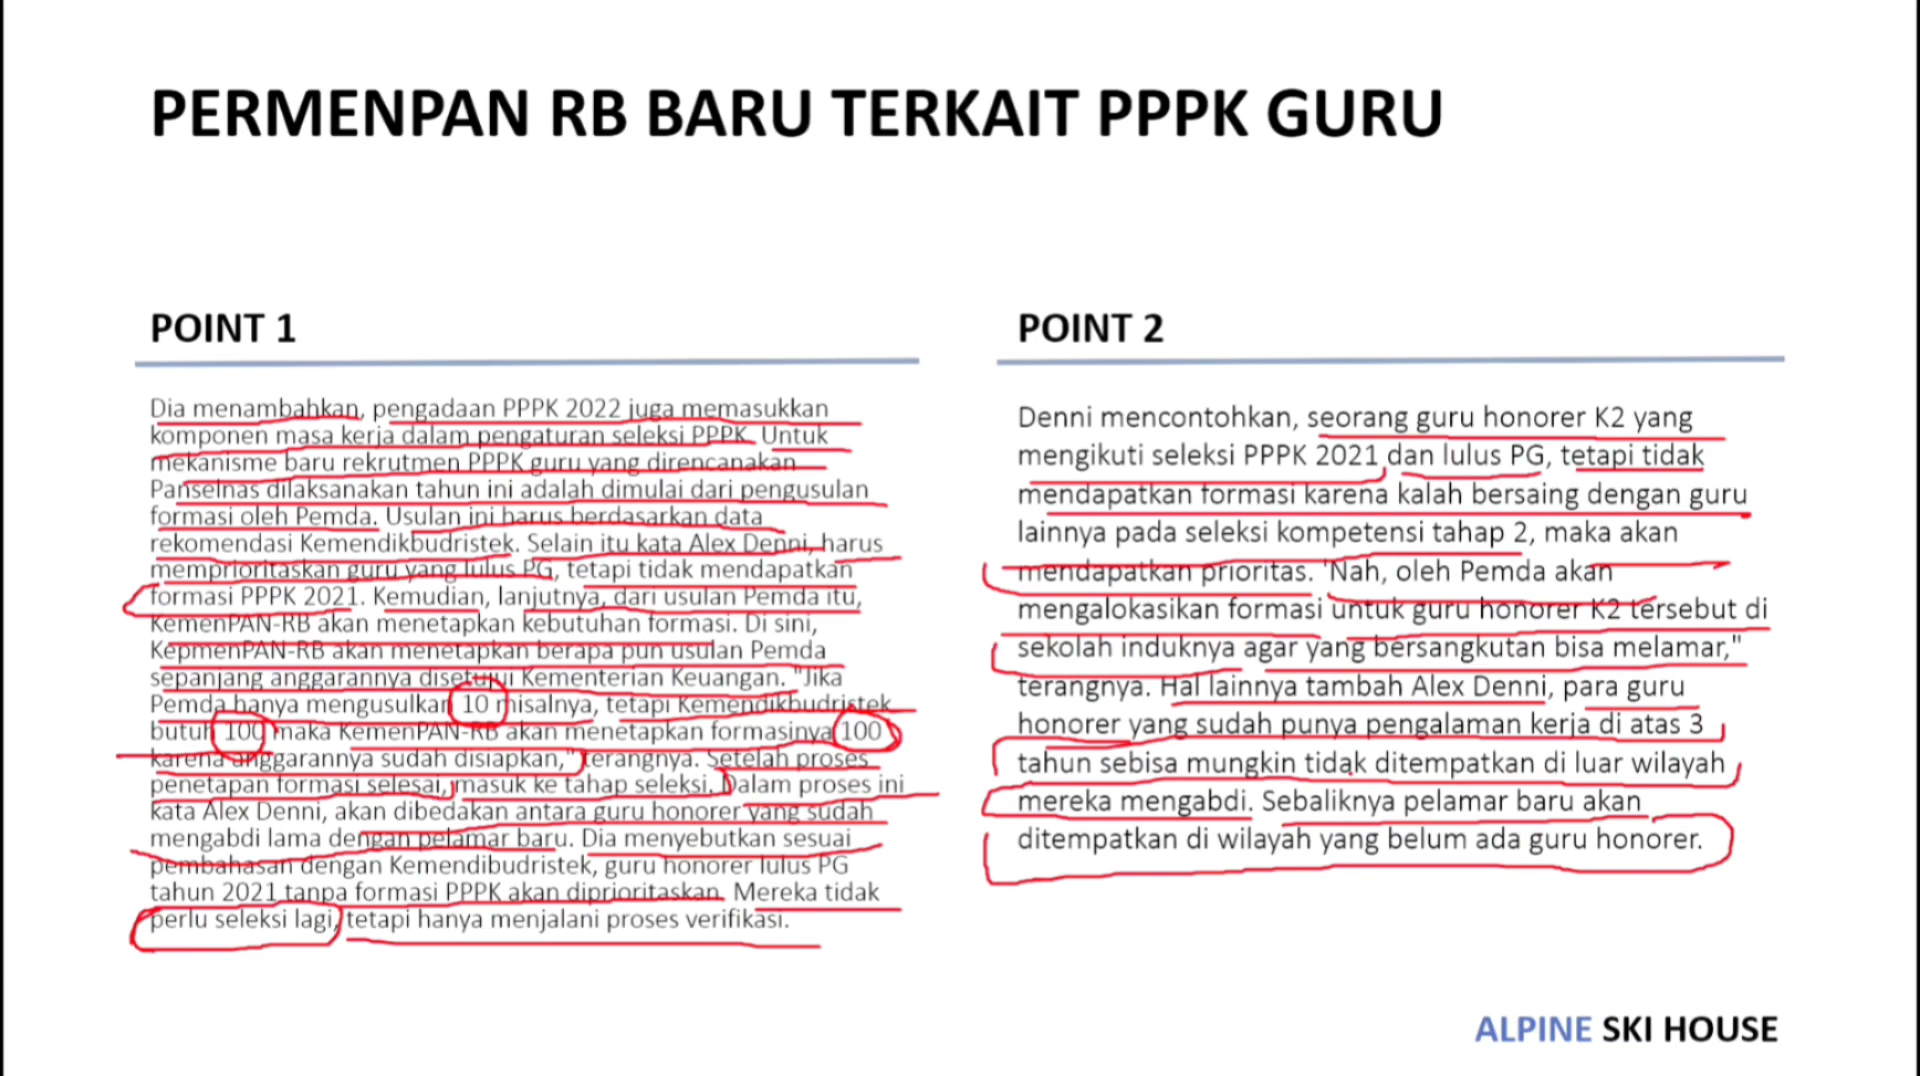 PERMENPAN RB BARU TERKAIT PPPK GURU
POINT 1
Dia menambahkan, pengadaan PPPK 2022 juga memasukkan
komponen masa kerja dalam pengaturan seleksi PPPK. Untuk
mekanisme baru rekrutmen PPPK guru yang direncanakan
Panselnas dilaksanakan tahun ini adalah dimulai dari pengusulan
formasi oleh Pemda. Usulan ini harus berdasarkan data
rekomendasi Kemendikbudristek. Selain itu kata Alex Denni, harus
memprioritaskan guru yang lulus PG, tetapi tidak mendapatkan
formasi PPPK 2021. Kemudian, lanjutnya, dari usulan Pemda itu,
KemenPAN-RB akan menetapkan kebutuhan formasi. Di sini,
KepmenPAN-RB akan menetapkan berapa pun usulan Pemda
sepanjang anggarannya disetujui Kementerian Keuangan. "Jika
Pemda hanya mengusulkan 10 misalnya, tetapi Kemendikbudristek
butuh 100 maka KemenPAN-RB akan menetapkan formasinya 100
karena anggarannya sudah disiapkan," terangnya. Setelah proses
penetapan formasi selesai, masuk ke tahap seleksi. Dalam proses ini
kata Alex Denni, akan dibedakan antara guru honorer yang sudah
mengabdi lama dengan pelamar baru. Dia menyebutkan sesuai
pembahasan dengan Kemendibudristek, guru honorer lulus PG
tahun 2021 tanpa formasi PPPK akan diprioritaskan. Mereka tidak
perlu seleksi lagi, tetapi hanya menjalani proses verifikasi.
POINT 2
Denni mencontohkan, seorang guru honorer K2 yang
mengikuti seleksi PPPK 2021 dan lulus PG, tetapi tidak
mendapatkan formasi karena kalah bersaing dengan guru
lainnya pada seleksi kompetensi tahap 2, maka akan
mendapatkan prioritas. "Nah, oleh Pemda akan
mengalokasikan formasi untuk guru honorer K2 tersebut di
sekolah induknya agar yang bersangkutan bisa melamar,"
terangnya. Hal lainnya tambah Alex Denni, para guru
honorer yang sudah punya pengalaman kerja di atas 3
tahun sebisa mungkin tidak ditempatkan di luar wilayah
mereka mengabdi. Sebaliknya pelamar baru akan
ditempatkan di wilayah yang belum ada guru honorer.
ALPINE SKI HOUSE